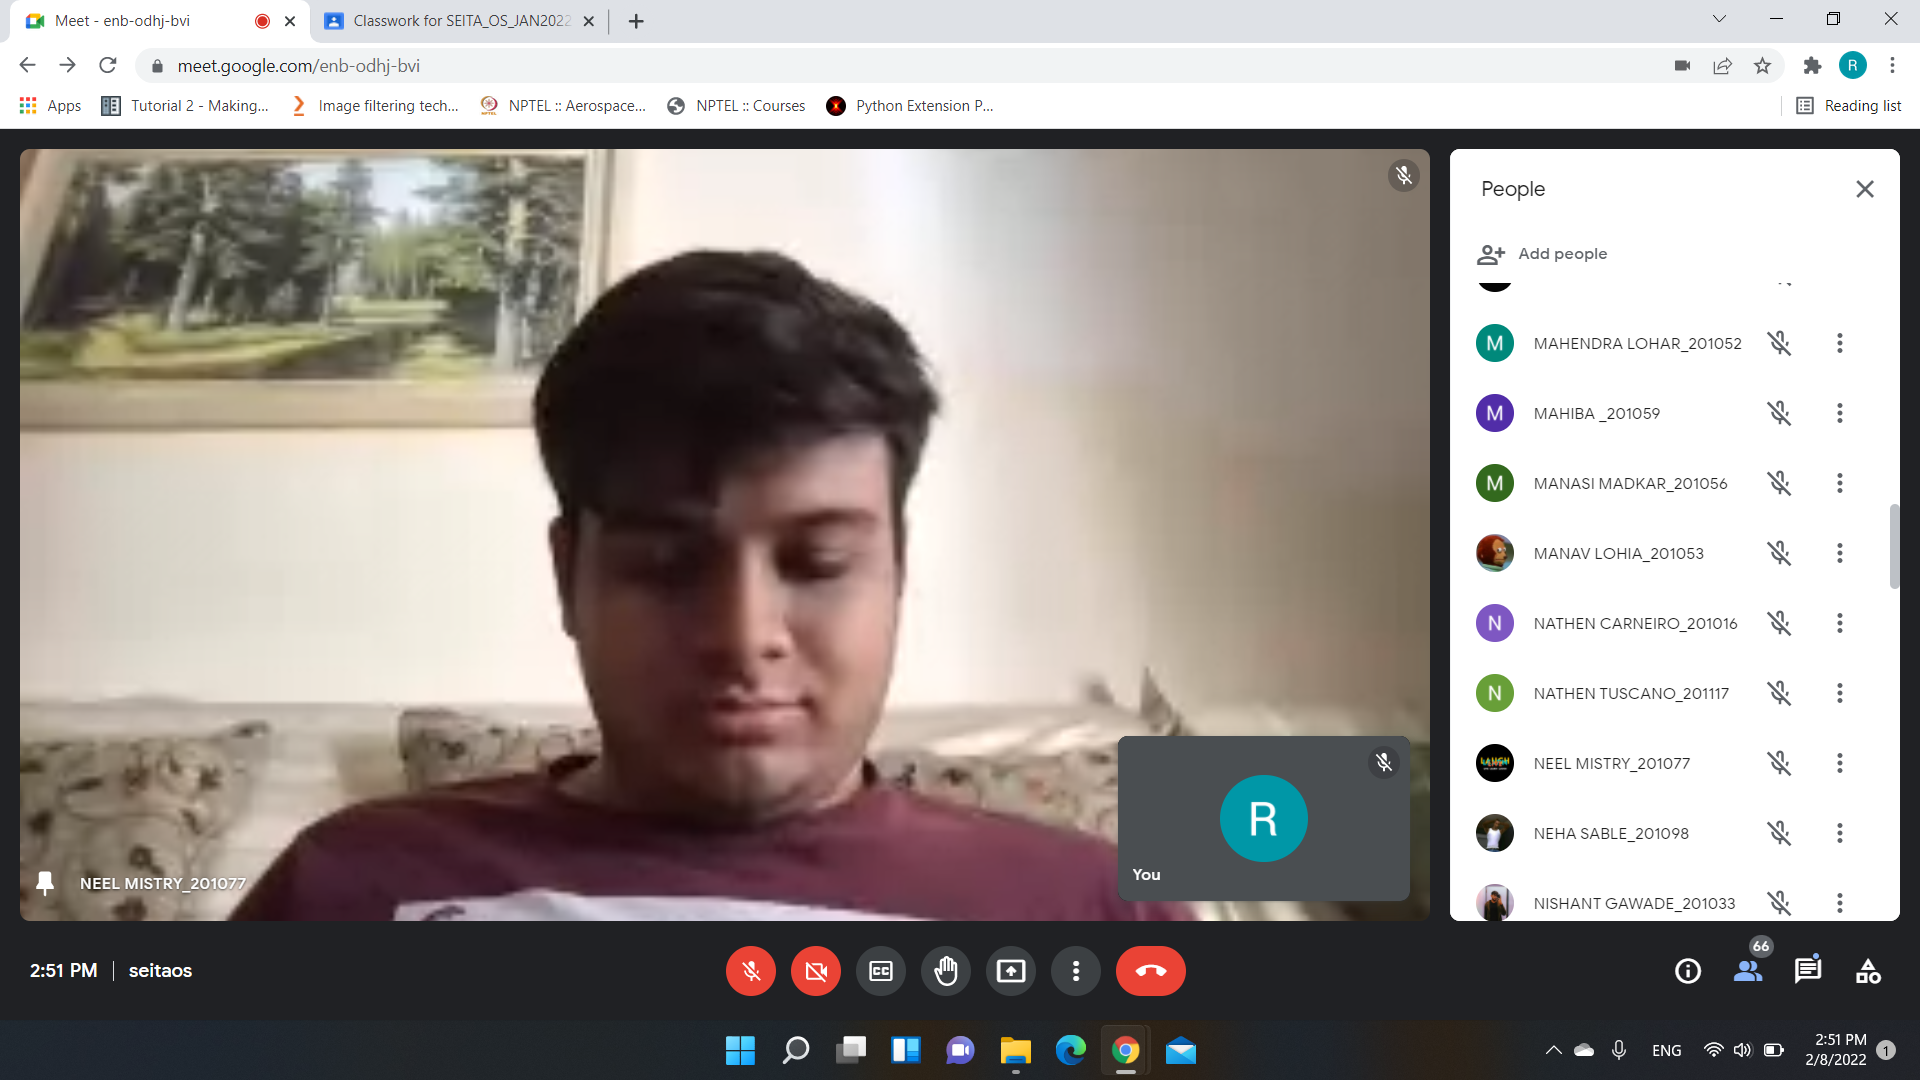 Meet - enb-odhj-bvi
Classwork for SEITA_OS_JAN2022
meet.google.com/enb-odhj-bvi
R
Apps
Tutorial 2 - Making...
Image filtering tech...
NPTEL :: Aerospace...
NPTEL :: Courses
Python Extension P...
Reading list
People
Add people
M MAHENDRA LOHAR_201052
M MAHIBA _201059
M MANASI MADKAR_201056
MANAV LOHIA_201053
N NATHEN CARNEIRO_201016
N NATHEN TUSCANO_201117
NEEL MISTRY_201077
NEHA SABLE_201098
NISHANT GAWADE_201033
R
You
NEEL MISTRY_201077
2:51 PM | seitaos
CC
66
ENG
2:51 PM
2/8/2022
1